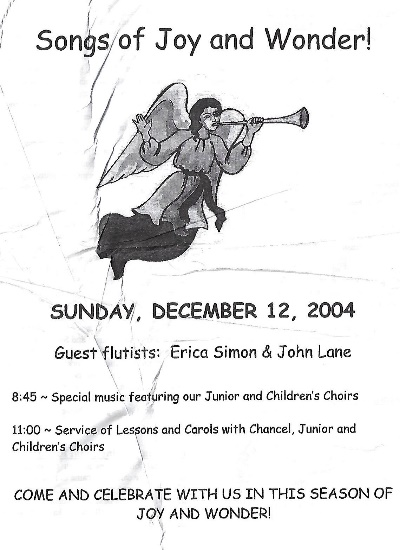 Songs of Joy and Wonder!
SUNDAY, DECEMBER 12, 2004
Guest flutists: Erica Simon & John Lane
8:45 ~ Special music featuring our Junior and Children's Choirs
11:00 ~ Service of Lessons and Carols with Chancel, Junior and
Children's Choirs
COME AND CELEBRATE WITH US IN THIS SEASON OF
JOY AND WONDER!